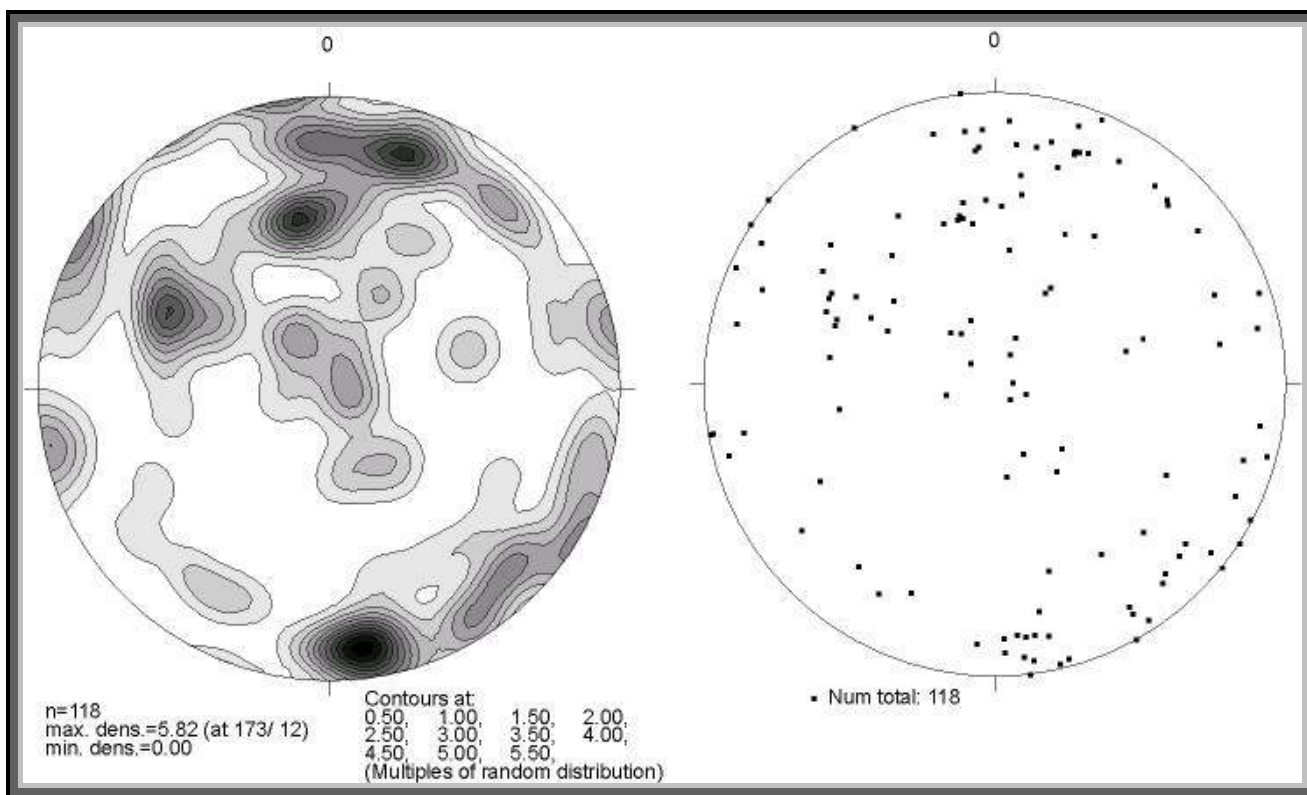 0
0
n=118
max. dens.=5.82 (at 173/ 12)
min. dens.=0.00
Contours at:
0.50, 1.00, 1.50, 2.00,
2.50, 3.00, 3.50, 4.00,
4.50, 5.00, 5.50,
(Multiples of random distribution)
Num total: 118